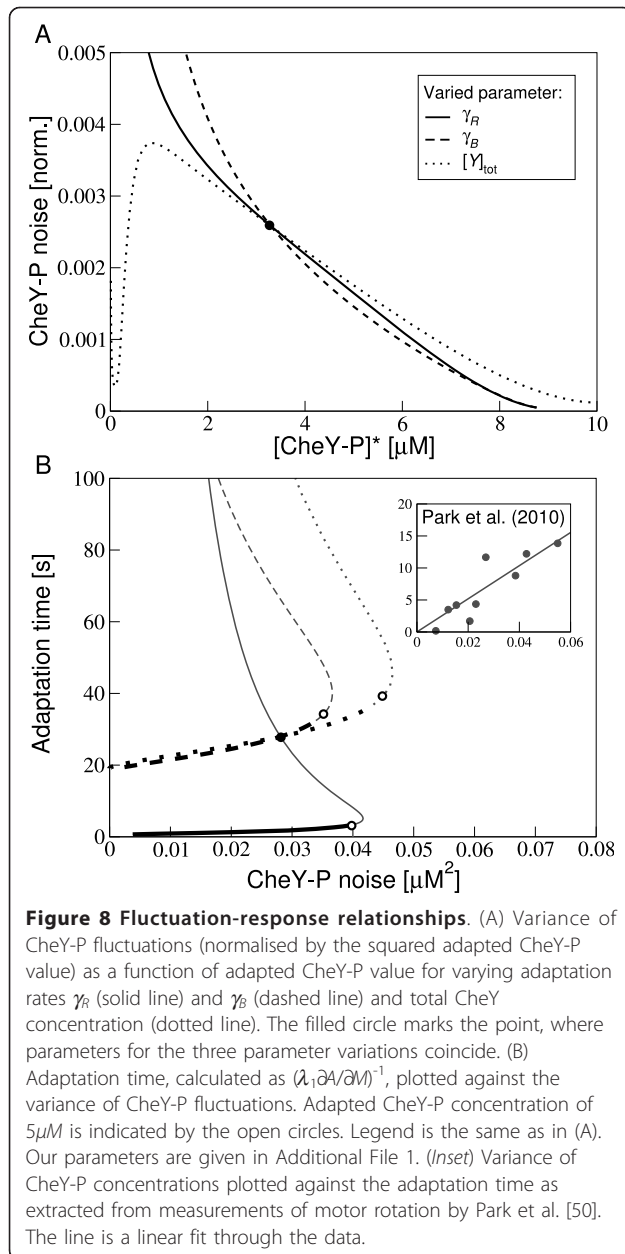 A
0.005
0.004
0.003
0.002
0.001
0
CheY-P noise [norm.]
Varied parameter:
γR
γB
[Y]tot
0 2 4 6 8 10
[CheY-P]* [μM]
B
100
80
60
40
20
0
Adaptation time [s]
20
15
10
5
0
Park et al. (2010)
0 0.02 0.04 0.06
0 0.01 0.02 0.03 0.04 0.05 0.06 0.07 0.08
CheY-P noise [μM²]
Figure 8 Fluctuation-response relationships. (A) Variance of
CheY-P fluctuations (normalised by the squared adapted CheY-P
value) as a function of adapted CheY-P value for varying adaptation
rates γR (solid line) and γB (dashed line) and total CheY
concentration (dotted line). The filled circle marks the point, where
parameters for the three parameter variations coincide. (B)
Adaptation time, calculated as (λ₁∂A/∂M)⁻¹, plotted against the
variance of CheY-P fluctuations. Adapted CheY-P concentration of
5μM is indicated by the open circles. Legend is the same as in (A).
Our parameters are given in Additional File 1. (Inset) Variance of
CheY-P concentrations plotted against the adaptation time as
extracted from measurements of motor rotation by Park et al. [50].
The line is a linear fit through the data.